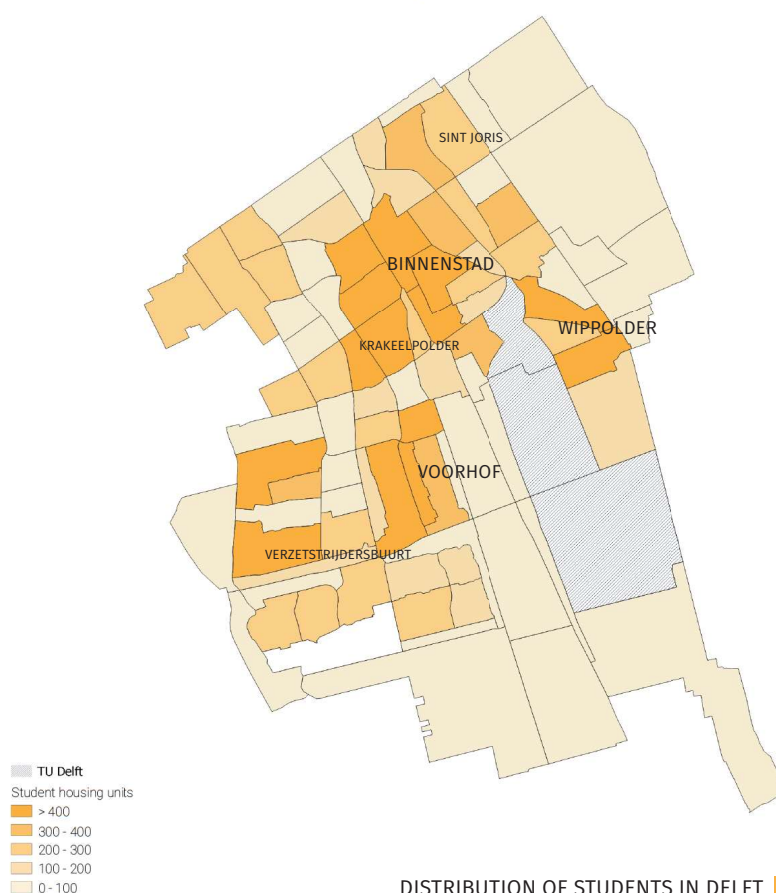 SINT JORIS
BINNENSTAD
WIPPOLDER
KRAKEELPOLDER
VOORHOF
VERZETSTRIJDERSBUURT
TU Delft
Student housing units
> 400
300 - 400
200 - 300
100 - 200
0 - 100
DISTRIBUTION OF STUDENTS IN DELFT